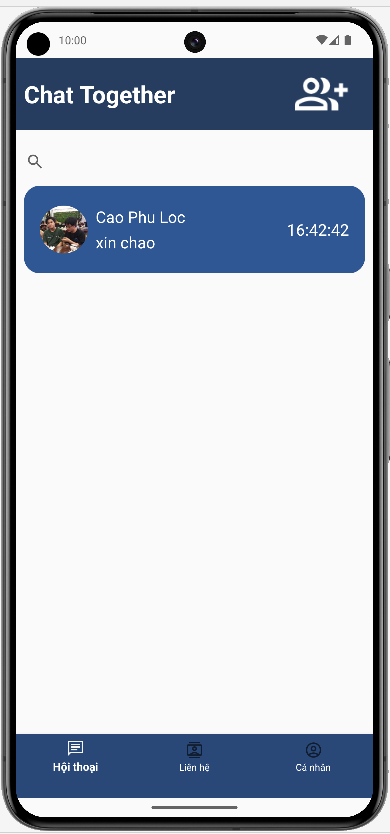 10:00
Chat Together
Cao Phu Loc
xin chao
16:42:42
Hội thoại
Liên hệ
Cá nhân